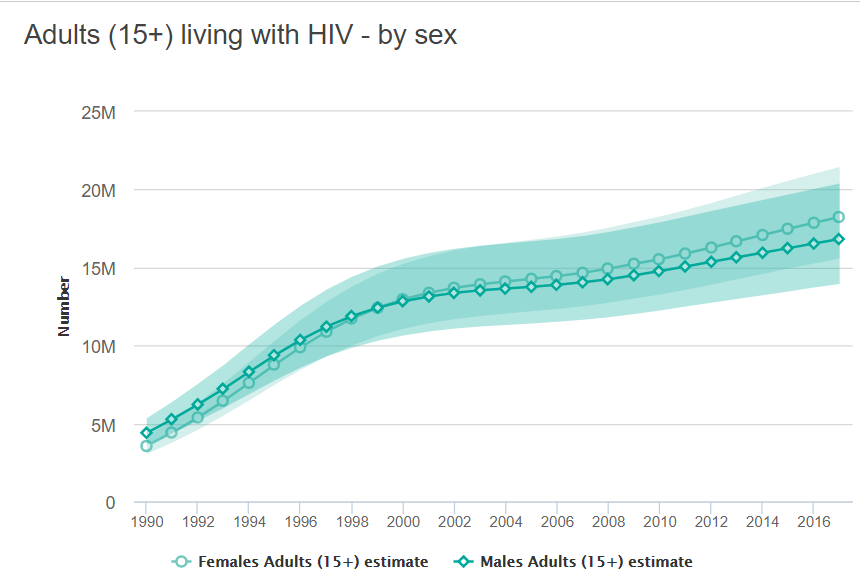 Adults (15+) living with HIV - by sex
25M
20M
15M
10M
5M
0
Number
1990 1992 1994 1996 1998 2000 2002 2004 2006 2008 2010 2012 2014 2016
Females Adults (15+) estimate Males Adults (15+) estimate